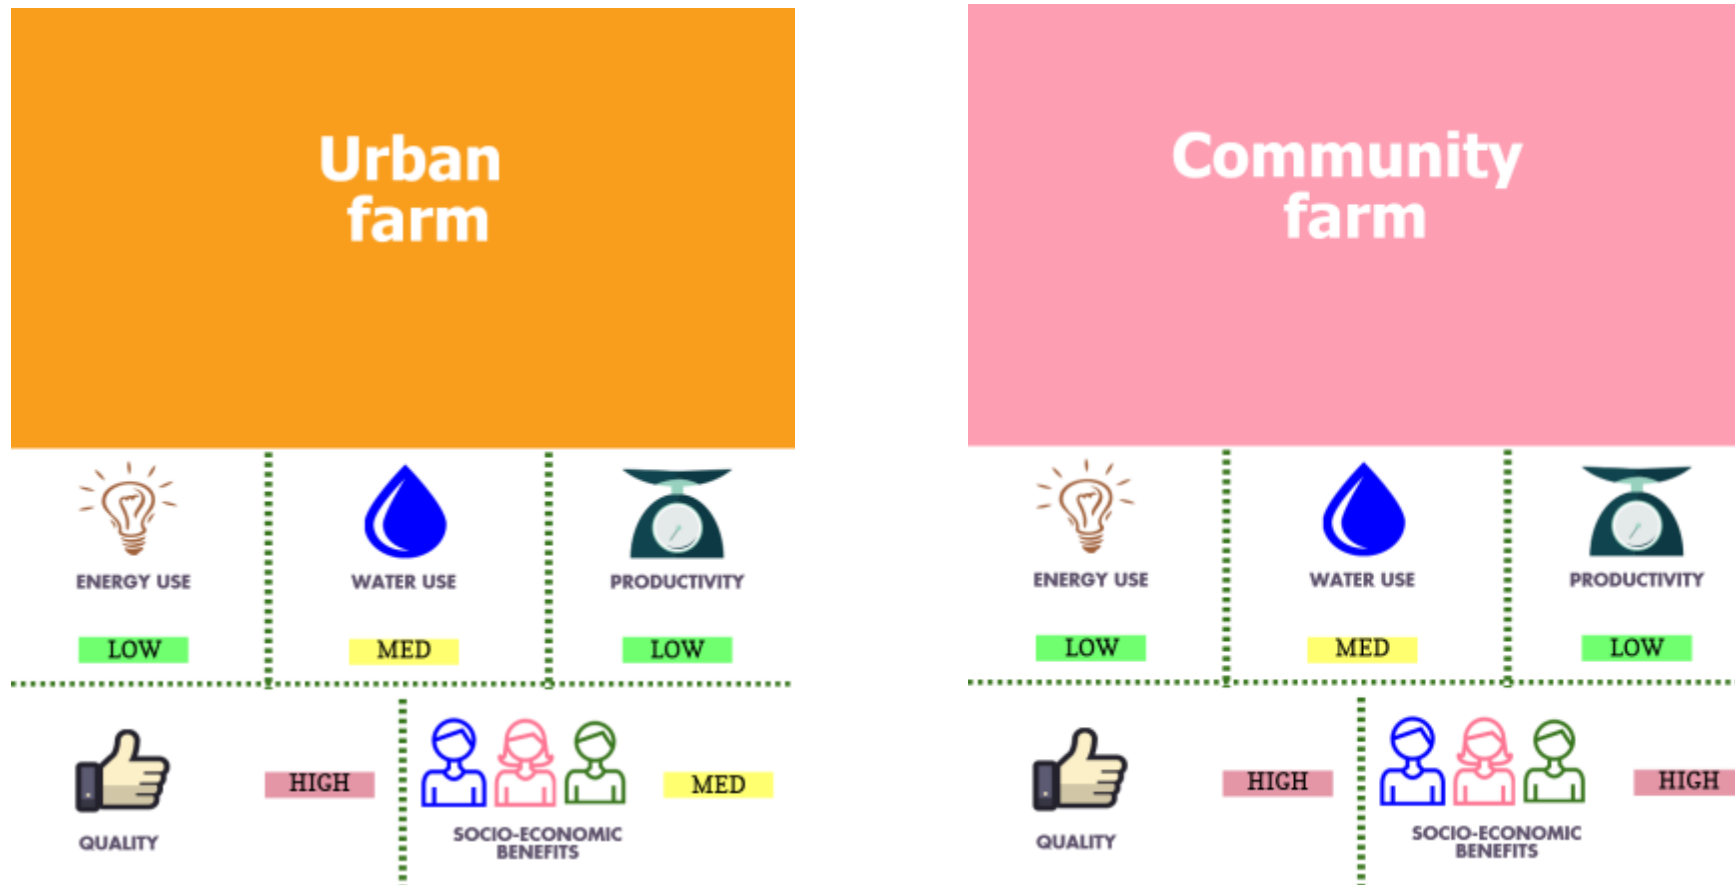 Urban
farm
ENERGY USE
WATER USE
PRODUCTIVITY
LOW
MED
LOW
QUALITY
HIGH
SOCIO-ECONOMIC
BENEFITS
MED
Community
farm
ENERGY USE
WATER USE
PRODUCTIVITY
LOW
MED
LOW
QUALITY
HIGH
SOCIO-ECONOMIC
BENEFITS
HIGH